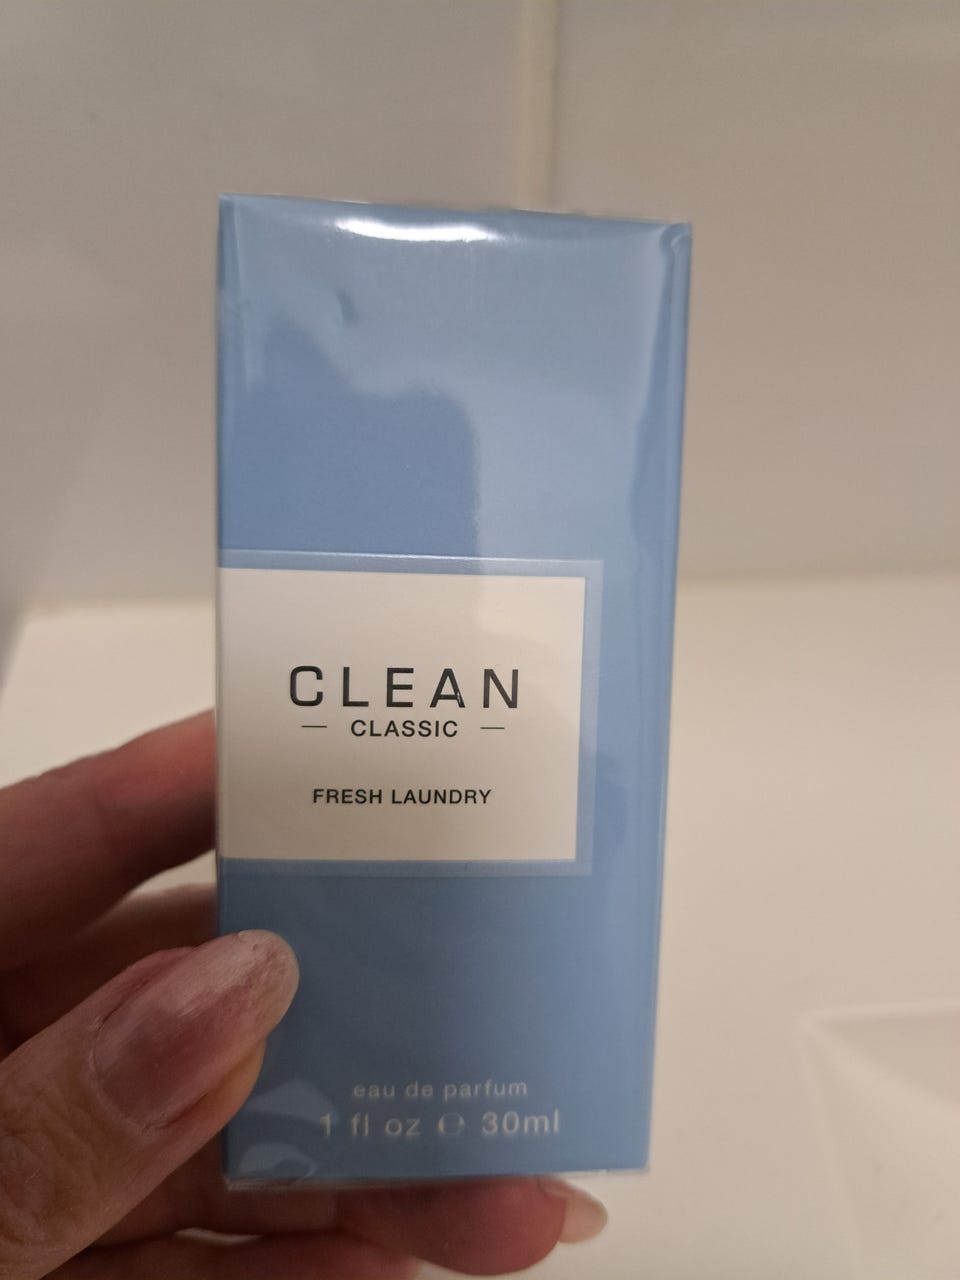 CLEAN
— CLASSIC —
FRESH LAUNDRY
eau de parfum
1 fl oz ℮ 30ml